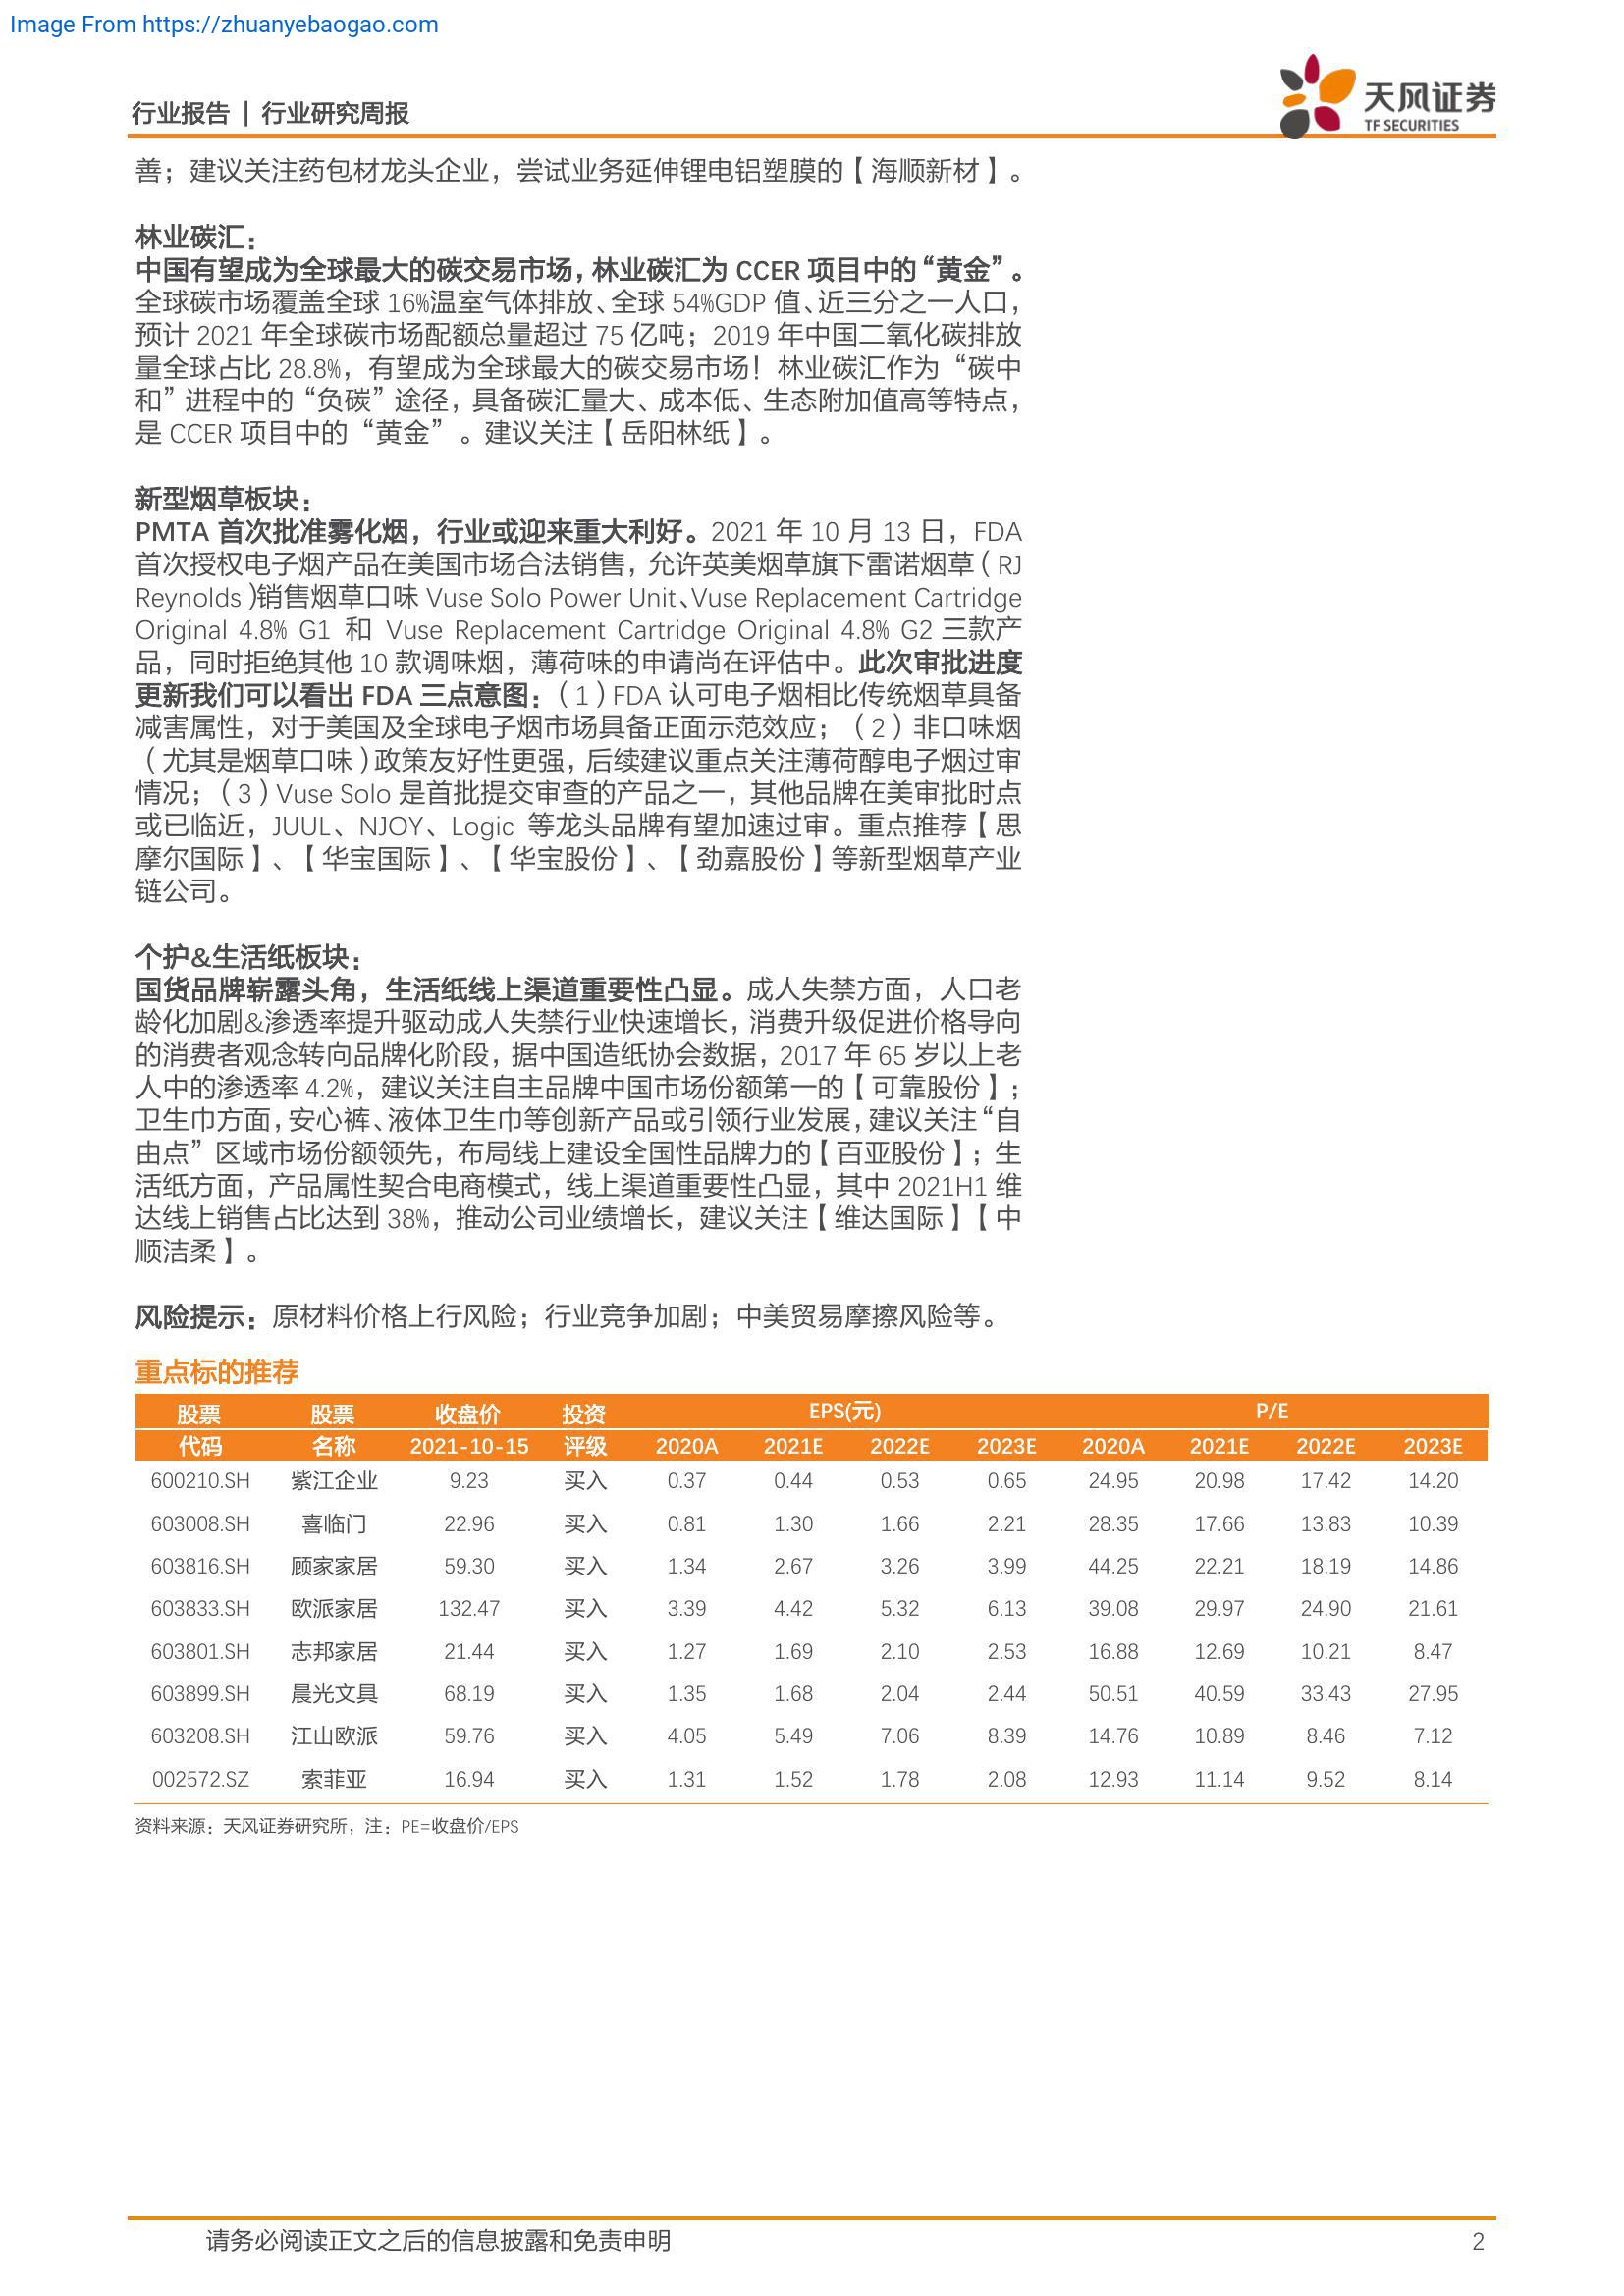 Image From https://zhuanyebaogao.com
行业报告 | 行业研究周报
天风证券
TF SECURITIES
善；建议关注药包材龙头企业，尝试业务延伸锂电铝塑膜的【海顺新材】。
林业碳汇：
中国有望成为全球最大的碳交易市场，林业碳汇为 CCER 项目中的“黄金”。
全球碳市场覆盖全球 16%温室气体排放、全球 54%GDP 值、近三分之一人口，
预计 2021 年全球碳市场配额总量超过 75 亿吨；2019 年中国二氧化碳排放
量全球占比 28.8%，有望成为全球最大的碳交易市场！林业碳汇作为“碳中
和”进程中的“负碳”途径，具备碳汇量大、成本低、生态附加值高等特点，
是 CCER 项目中的“黄金”。建议关注【岳阳林纸】。
新型烟草板块：
PMTA 首次批准雾化烟，行业或迎来重大利好。2021 年 10 月 13 日，FDA
首次授权电子烟产品在美国市场合法销售，允许英美烟草旗下雷诺烟草（RJ
Reynolds）销售烟草口味 Vuse Solo Power Unit、Vuse Replacement Cartridge
Original 4.8% G1 和 Vuse Replacement Cartridge Original 4.8% G2 三款产
品，同时拒绝其他 10 款调味烟，薄荷味的申请尚在评估中。此次审批进度
更新我们可以看出 FDA 三点意图：（1）FDA 认可电子烟相比传统烟草具备
减害属性，对于美国及全球电子烟市场具备正面示范效应；（2）非口味烟
（尤其是烟草口味）政策友好性更强，后续建议重点关注薄荷醇电子烟过审
情况；（3）Vuse Solo 是首批提交审查的产品之一，其他品牌在美审批时点
或已临近，JUUL、NJOY、Logic 等龙头品牌有望加速过审。重点推荐【思
摩尔国际】、【华宝国际】、【华宝股份】、【劲嘉股份】等新型烟草产业
链公司。
个护&生活纸板块：
国货品牌崭露头角，生活纸线上渠道重要性凸显。成人失禁方面，人口老
龄化加剧&渗透率提升驱动成人失禁行业快速增长，消费升级促进价格导向
的消费者观念转向品牌化阶段，据中国造纸协会数据，2017 年 65 岁以上老
人中的渗透率 4.2%，建议关注自主品牌中国市场份额第一的【可靠股份】；
卫生巾方面，安心裤、液体卫生巾等创新产品或引领行业发展，建议关注“自
由点”区域市场份额领先，布局线上建设全国性品牌力的【百亚股份】；生
活纸方面，产品属性契合电商模式，线上渠道重要性凸显，其中 2021H1 维
达线上销售占比达到 38%，推动公司业绩增长，建议关注【维达国际】【中
顺洁柔】。
风险提示：原材料价格上行风险；行业竞争加剧；中美贸易摩擦风险等。
重点标的推荐
股票 股票 收盘价 投资 EPS(元) P/E
代码 名称 2021-10-15 评级 2020A 2021E 2022E 2023E 2020A 2021E 2022E 2023E
600210.SH 紫江企业 9.23 买入 0.37 0.44 0.53 0.65 24.95 20.98 17.42 14.20
603008.SH 喜临门 22.96 买入 0.81 1.30 1.66 2.21 28.35 17.66 13.83 10.39
603816.SH 顾家家居 59.30 买入 1.34 2.67 3.26 3.99 44.25 22.21 18.19 14.86
603833.SH 欧派家居 132.47 买入 3.39 4.42 5.32 6.13 39.08 29.97 24.90 21.61
603801.SH 志邦家居 21.44 买入 1.27 1.69 2.10 2.53 16.88 12.69 10.21 8.47
603899.SH 晨光文具 68.19 买入 1.35 1.68 2.04 2.44 50.51 40.59 33.43 27.95
603208.SH 江山欧派 59.76 买入 4.05 5.49 7.06 8.39 14.76 10.89 8.46 7.12
002572.SZ 索菲亚 16.94 买入 1.31 1.52 1.78 2.08 12.93 11.14 9.52 8.14
资料来源：天风证券研究所，注：PE=收盘价/EPS
请务必阅读正文之后的信息披露和免责申明 2